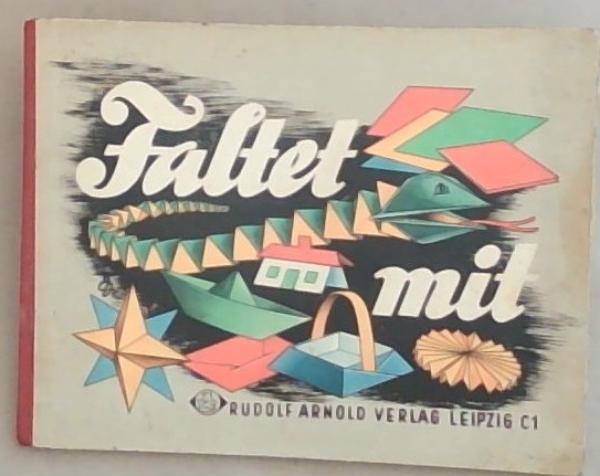 Faltet
mit
RUDOLF ARNOLD VERLAG LEIPZIG C1